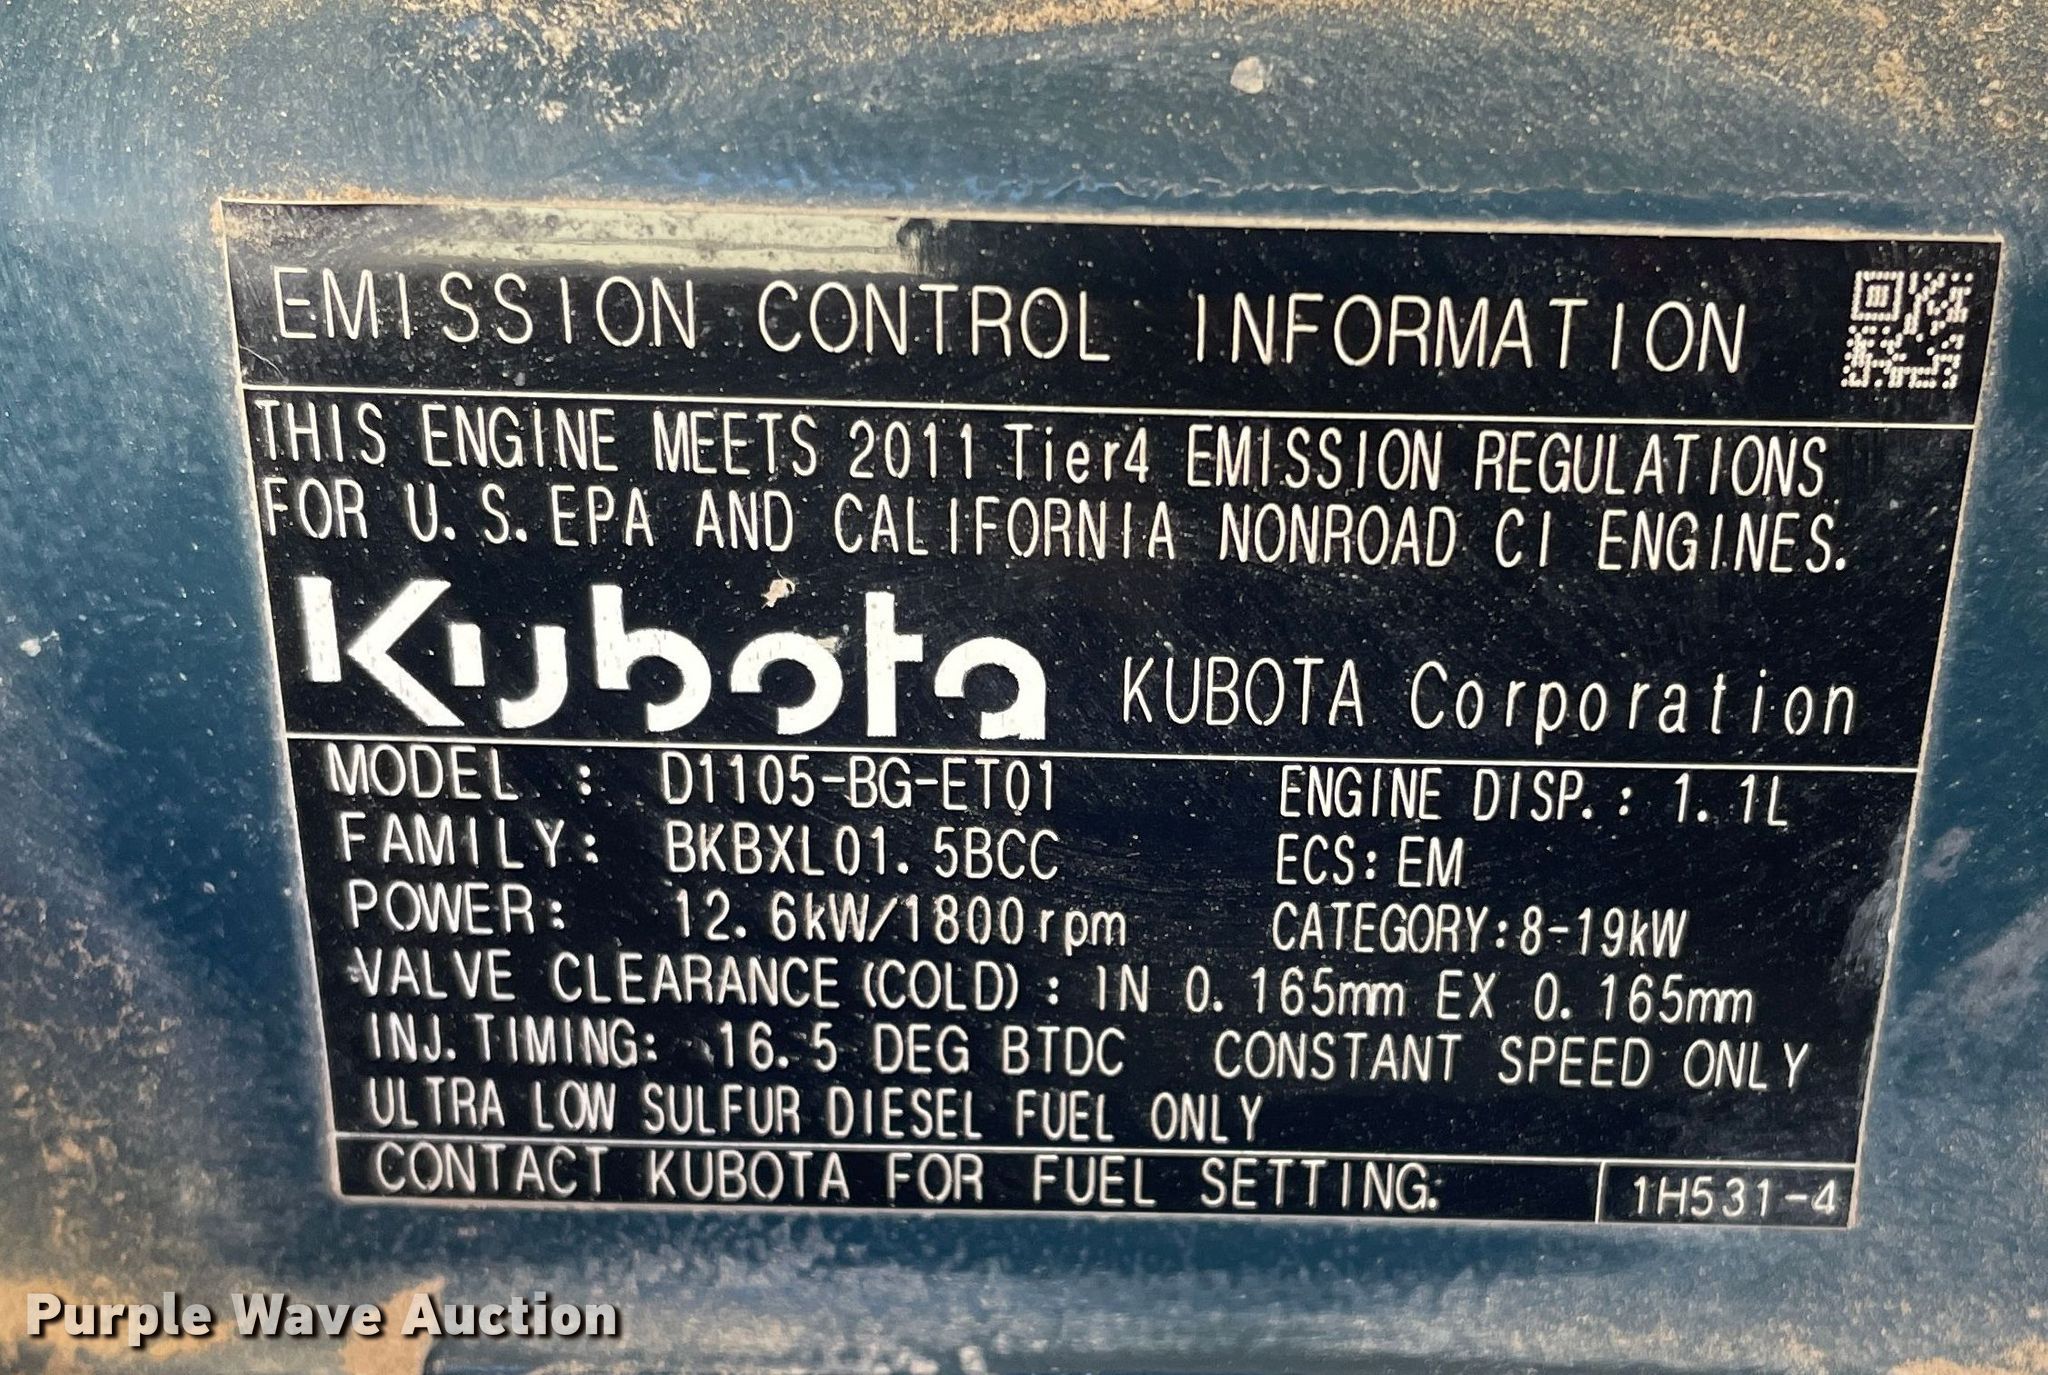 EMISSION CONTROL INFORMATION
THIS ENGINE MEETS 2011 Tier4 EMISSION REGULATIONS
FOR U.S.EPA AND CALIFORNIA NONROAD CI ENGINES.
Kubota KUBOTA Corporation
MODEL : D1105-BG-ET01 ENGINE DISP.: 1.1L
FAMILY: BKBXL01.5BCC ECS:EM
POWER: 12.6kW/1800rpm CATEGORY:8-19kW
VALVE CLEARANCE(COLD): IN 0.165mm EX 0.165mm
INJ.TIMING: 16.5 DEG BTDC CONSTANT SPEED ONLY
ULTRA LOW SULFUR DIESEL FUEL ONLY
CONTACT KUBOTA FOR FUEL SETTING. 1H531-4
Purple Wave Auction